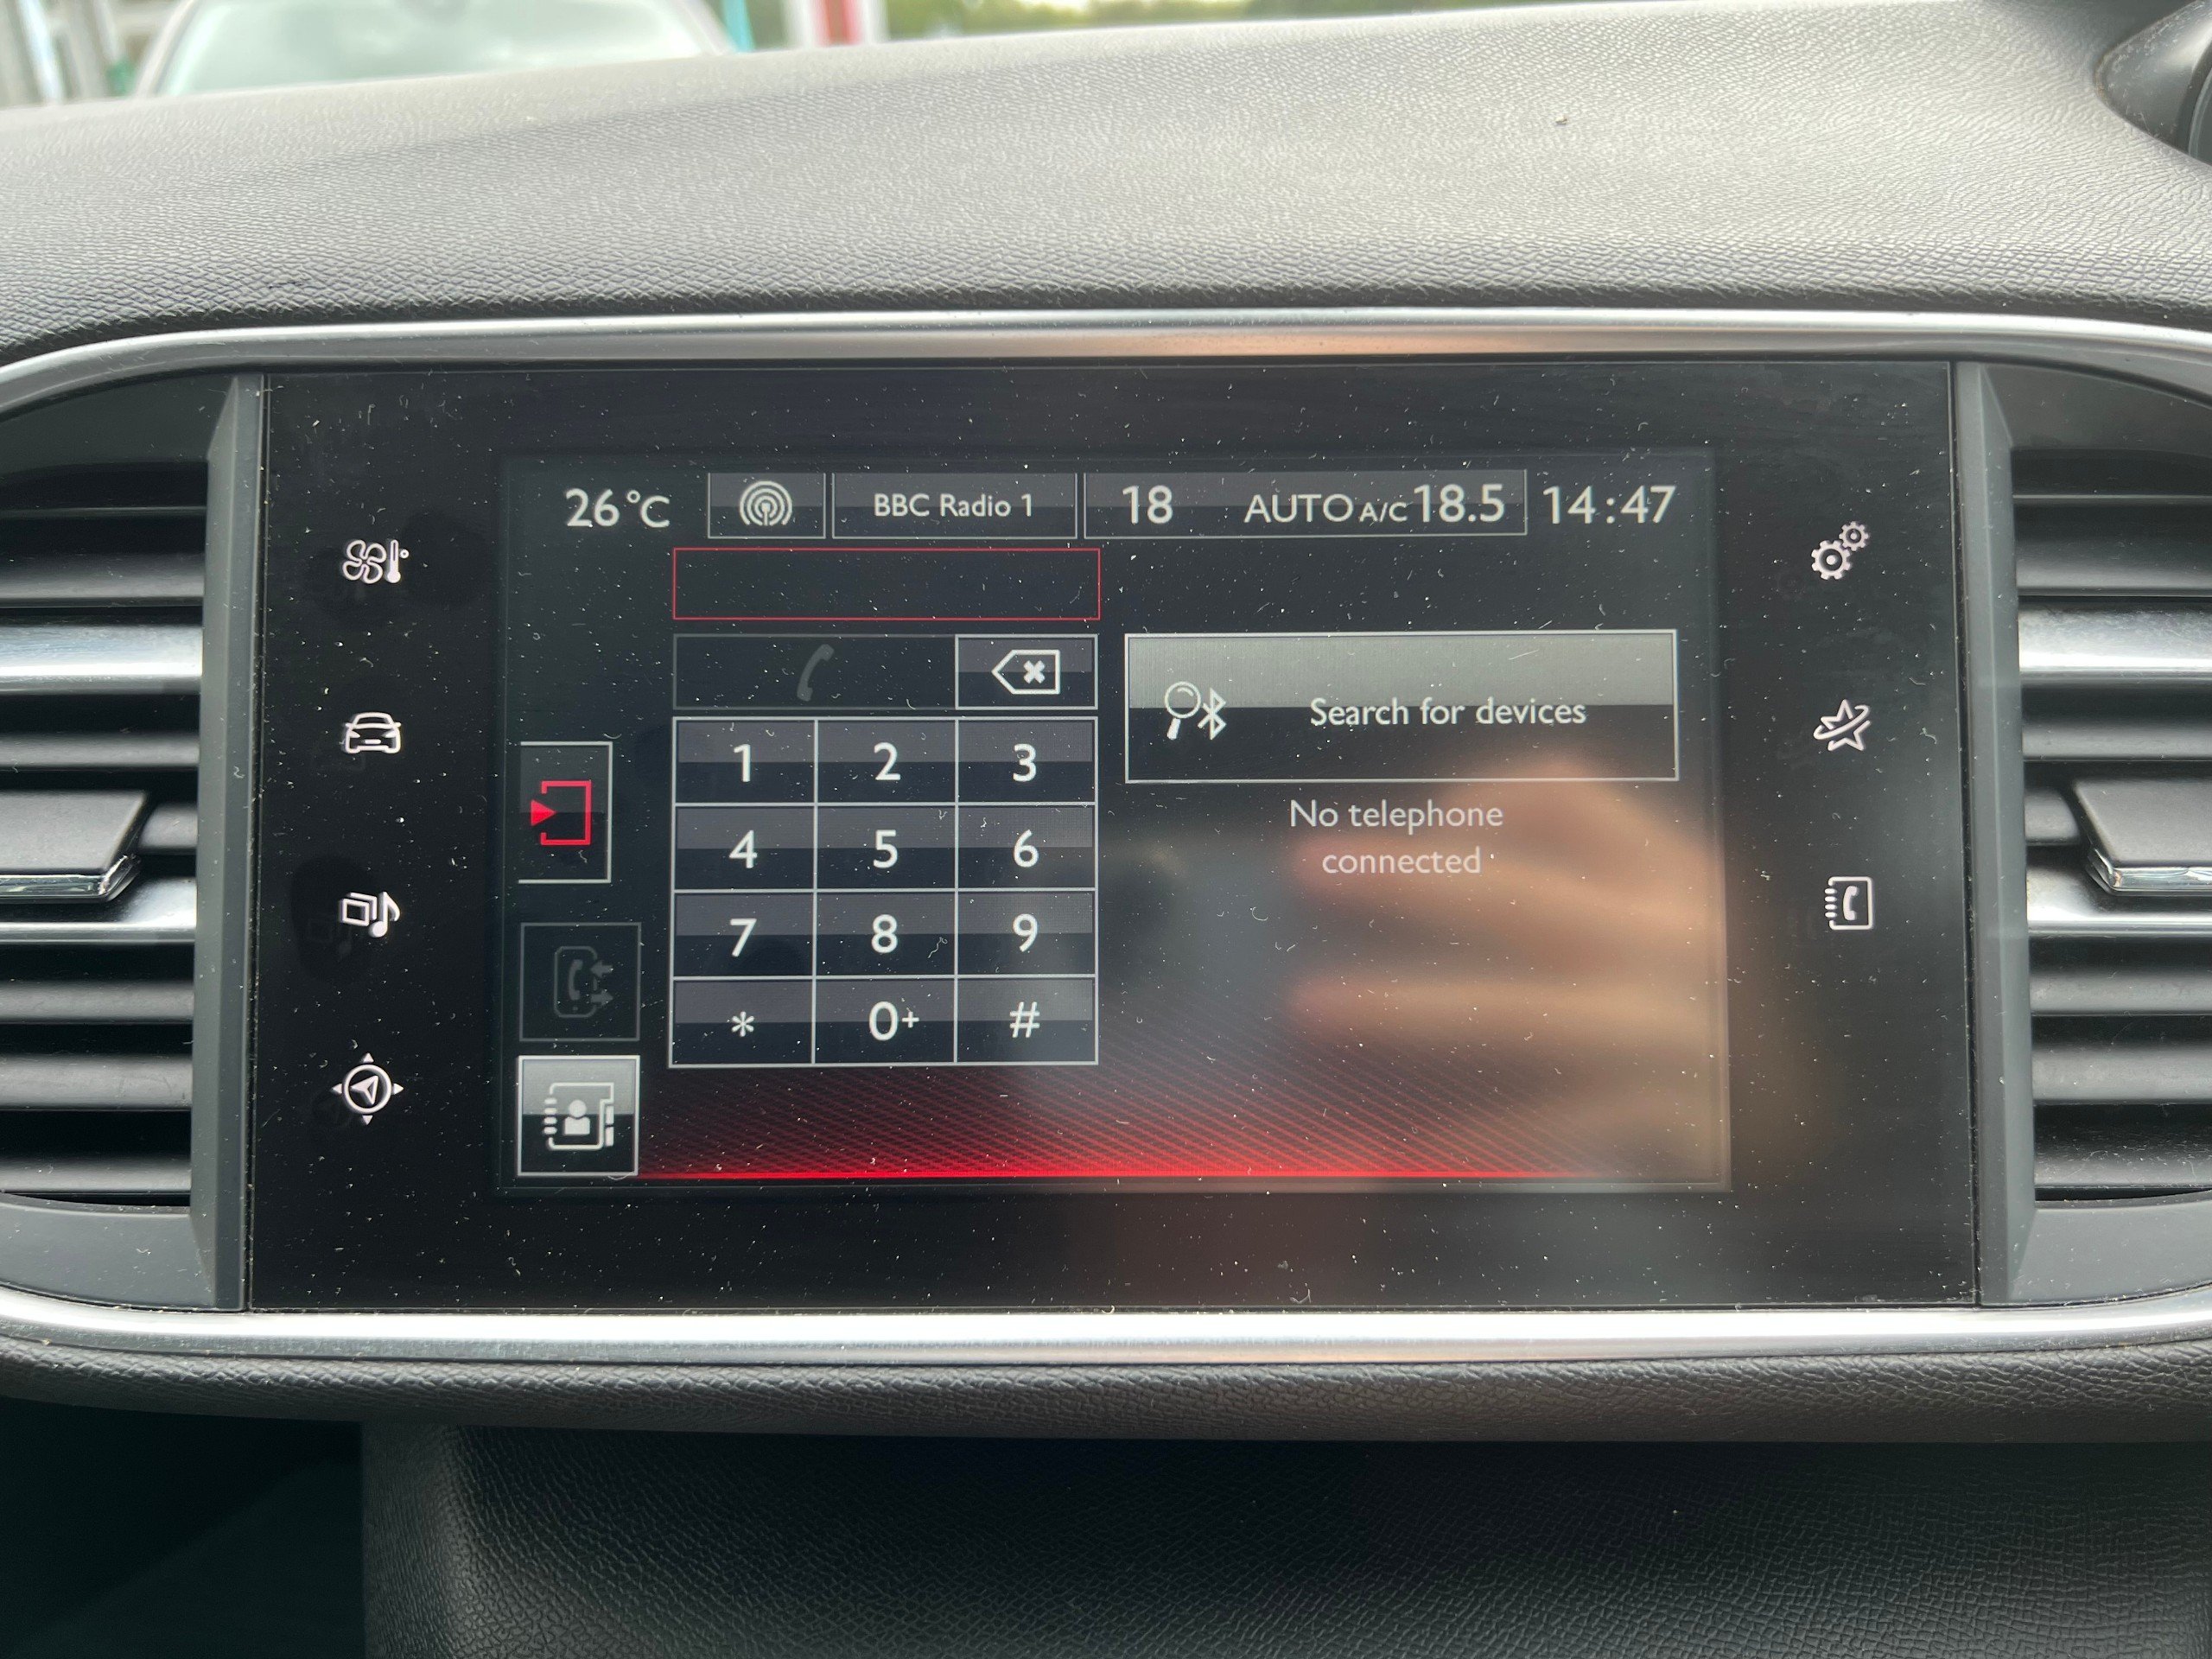 26°C BBC Radio 1 18 AUTO A/C 18.5 14:47
Search for devices
1 2 3
No telephone
connected
4 5 6
7 8 9
* 0+ #